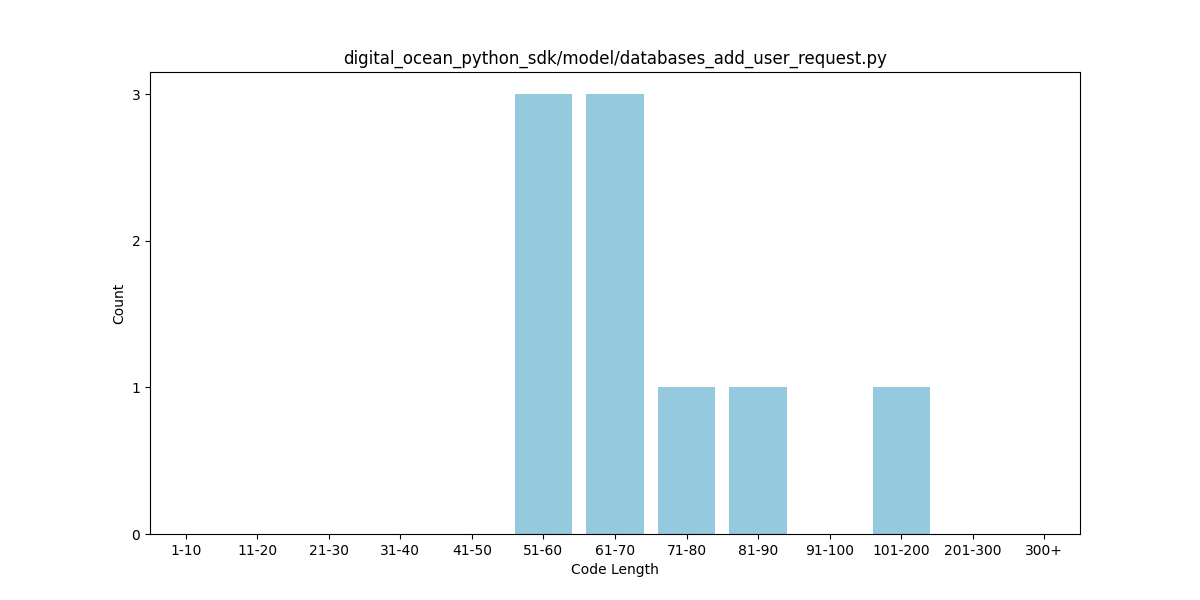 digital_ocean_python_sdk/model/databases_add_user_request.py
3
2
1
0
Count
1-10 11-20 21-30 31-40 41-50 51-60 61-70 71-80 81-90 91-100 101-200 201-300 300+
Code Length